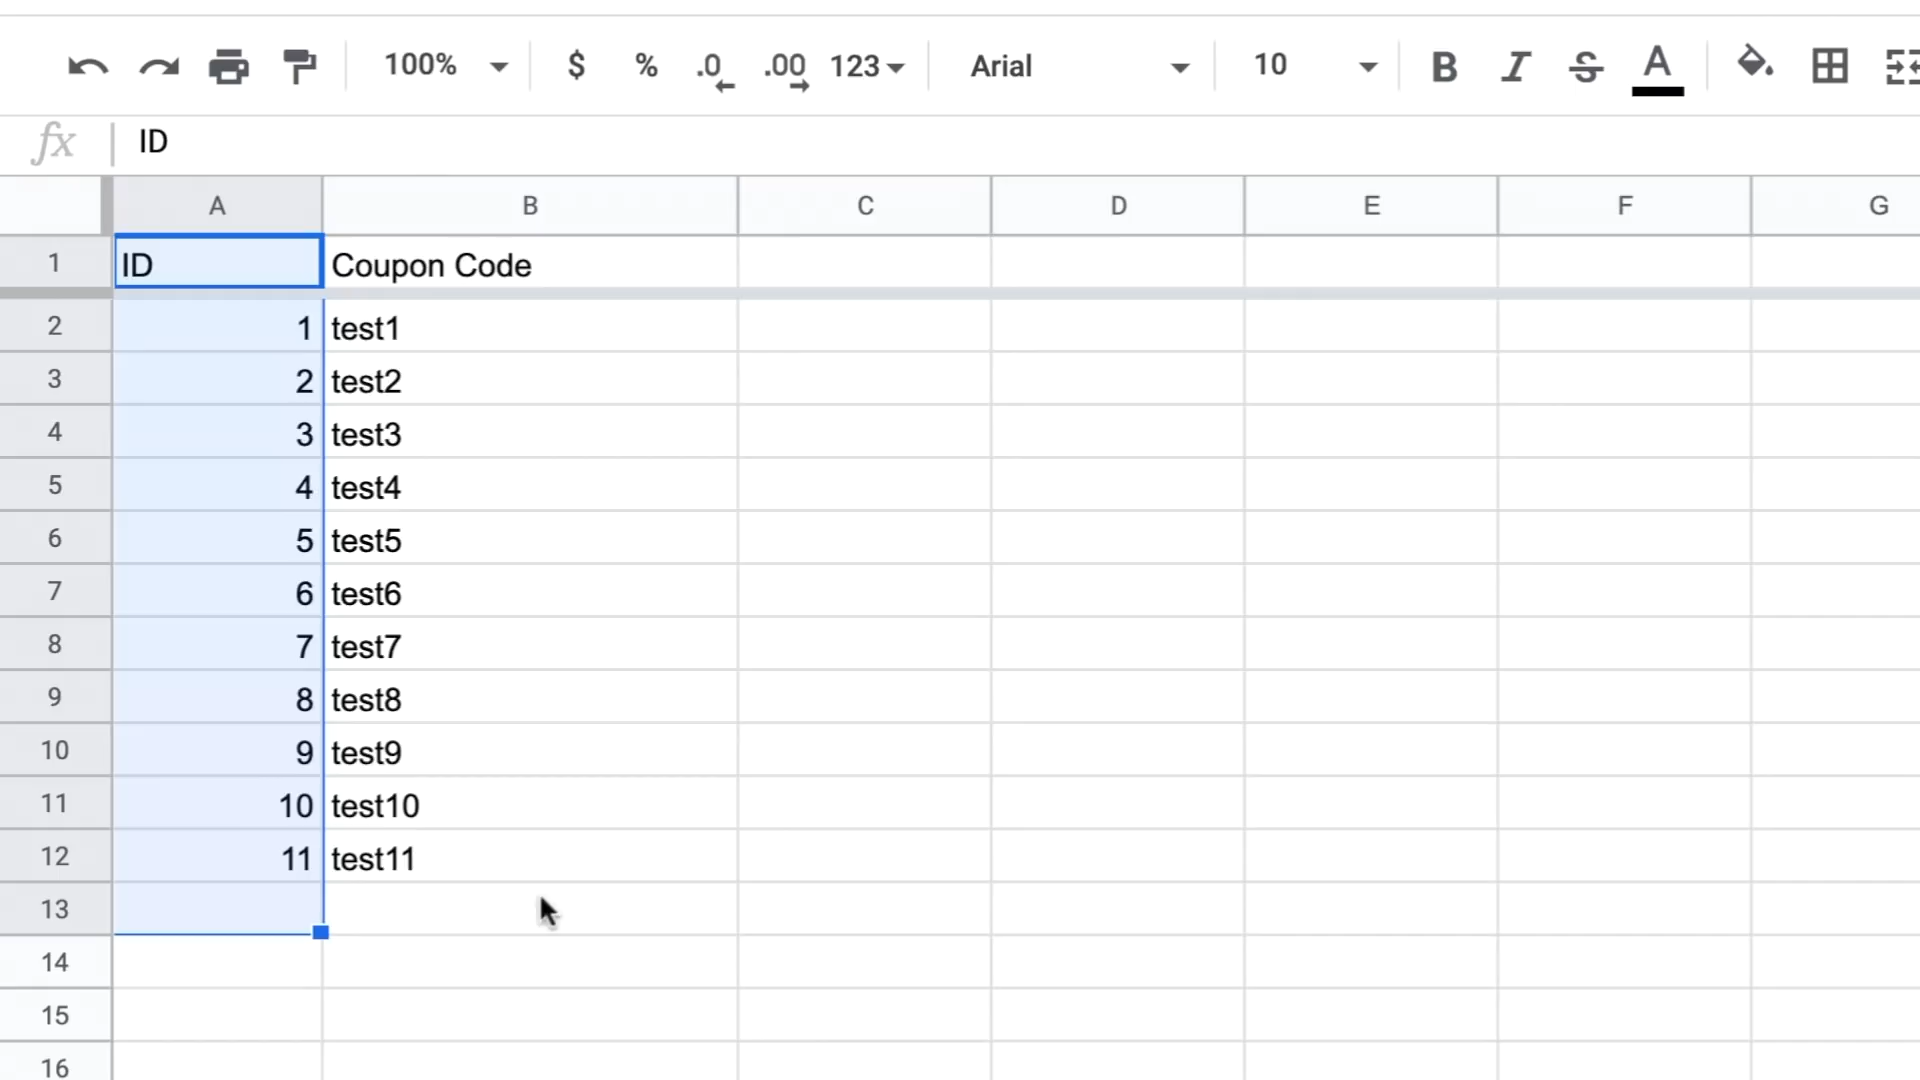 100% $ % .0 .00 123 Arial 10 B I S A
fx ID
A B C D E F G
1 ID Coupon Code
2 1 test1
3 2 test2
4 3 test3
5 4 test4
6 5 test5
7 6 test6
8 7 test7
9 8 test8
10 9 test9
11 10 test10
12 11 test11
13
14
15
16